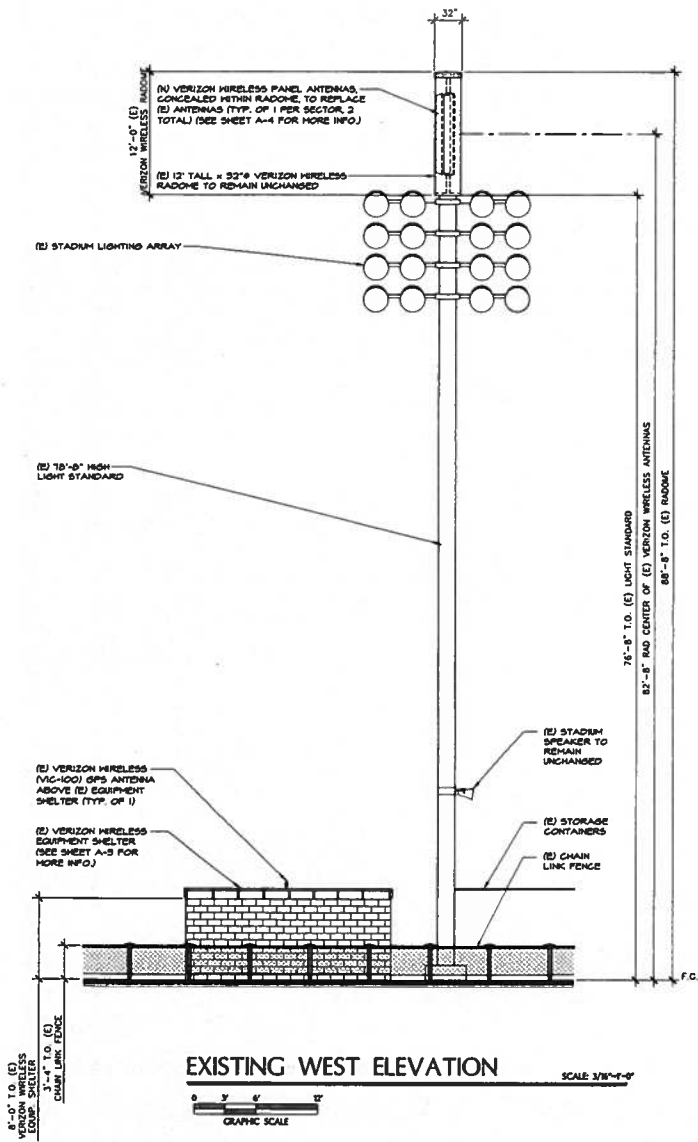 32"
12'-0" (E)
VERIZON WIRELESS RADOME
(N) VERIZON WIRELESS PANEL ANTENNAS,
CONCEALED WITHIN RADOME, TO REPLACE
(E) ANTENNAS (TYP. OF 1 PER SECTOR, 2
TOTAL) (SEE SHEET A-4 FOR MORE INFO.)
(E) 12' TALL x 32"⌀ VERIZON WIRELESS
RADOME TO REMAIN UNCHANGED
(E) STADIUM LIGHTING ARRAY
(E) 78'-8" HIGH
LIGHT STANDARD
76'-8" T.O. (E) LIGHT STANDARD
82'-8" RAD CENTER OF (E) VERIZON WIRELESS ANTENNAS
88'-8" T.O. (E) RADOME
(E) STADIUM
SPEAKER TO
REMAIN
UNCHANGED
(E) VERIZON WIRELESS
(VIC-100) GPS ANTENNA
ABOVE (E) EQUIPMENT
SHELTER (TYP. OF 1)
(E) VERIZON WIRELESS
EQUIPMENT SHELTER
(SEE SHEET A-5 FOR
MORE INFO.)
(E) STORAGE
CONTAINERS
(E) CHAIN
LINK FENCE
F.G.
8'-0" T.O. (E)
VERIZON WIRELESS
EQUIP. SHELTER
3'-4" T.O. (E)
CHAIN LINK FENCE
EXISTING WEST ELEVATION
SCALE: 3/16"=1'-0"
0 3' 6' 12'
GRAPHIC SCALE